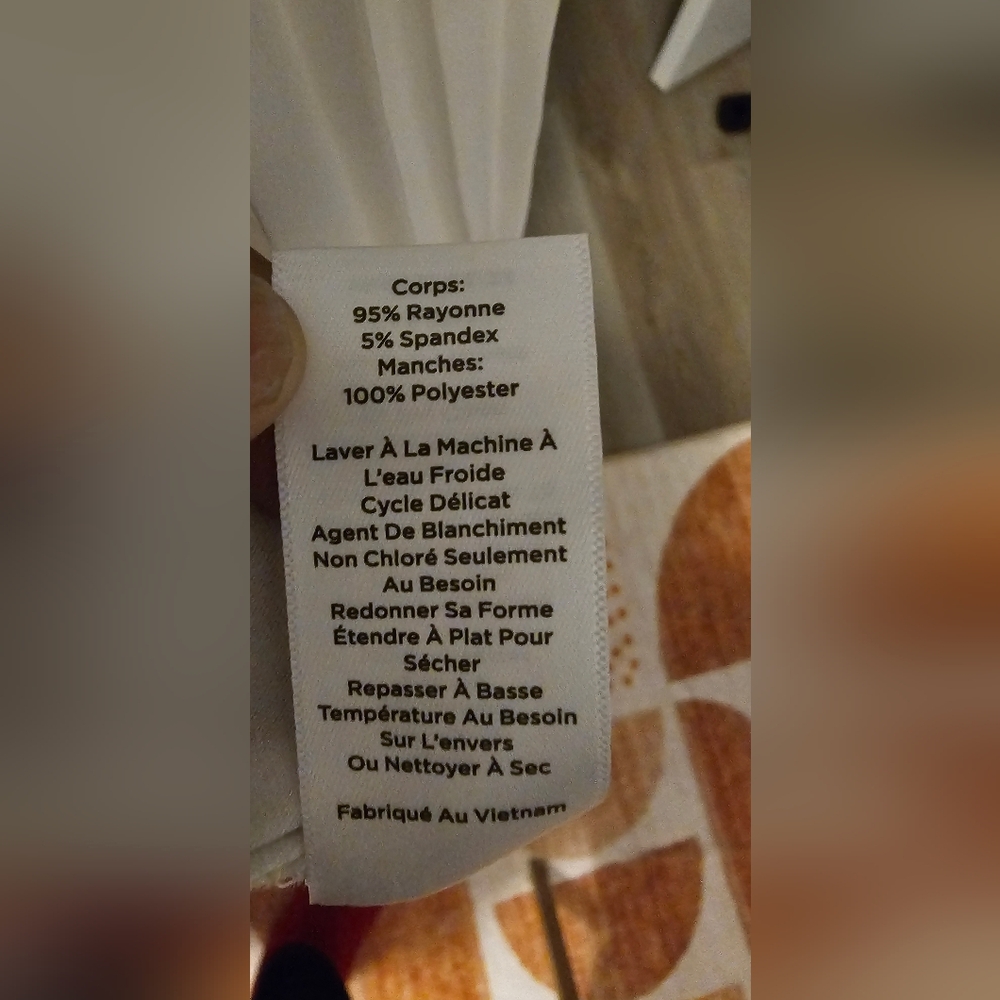 Corps:
95% Rayonne
5% Spandex
Manches:
100% Polyester
Laver À La Machine À
L'eau Froide
Cycle Délicat
Agent De Blanchiment
Non Chloré Seulement
Au Besoin
Redonner Sa Forme
Étendre À Plat Pour
Sécher
Repasser À Basse
Température Au Besoin
Sur L'envers
Ou Nettoyer À Sec
Fabriqué Au Vietnam